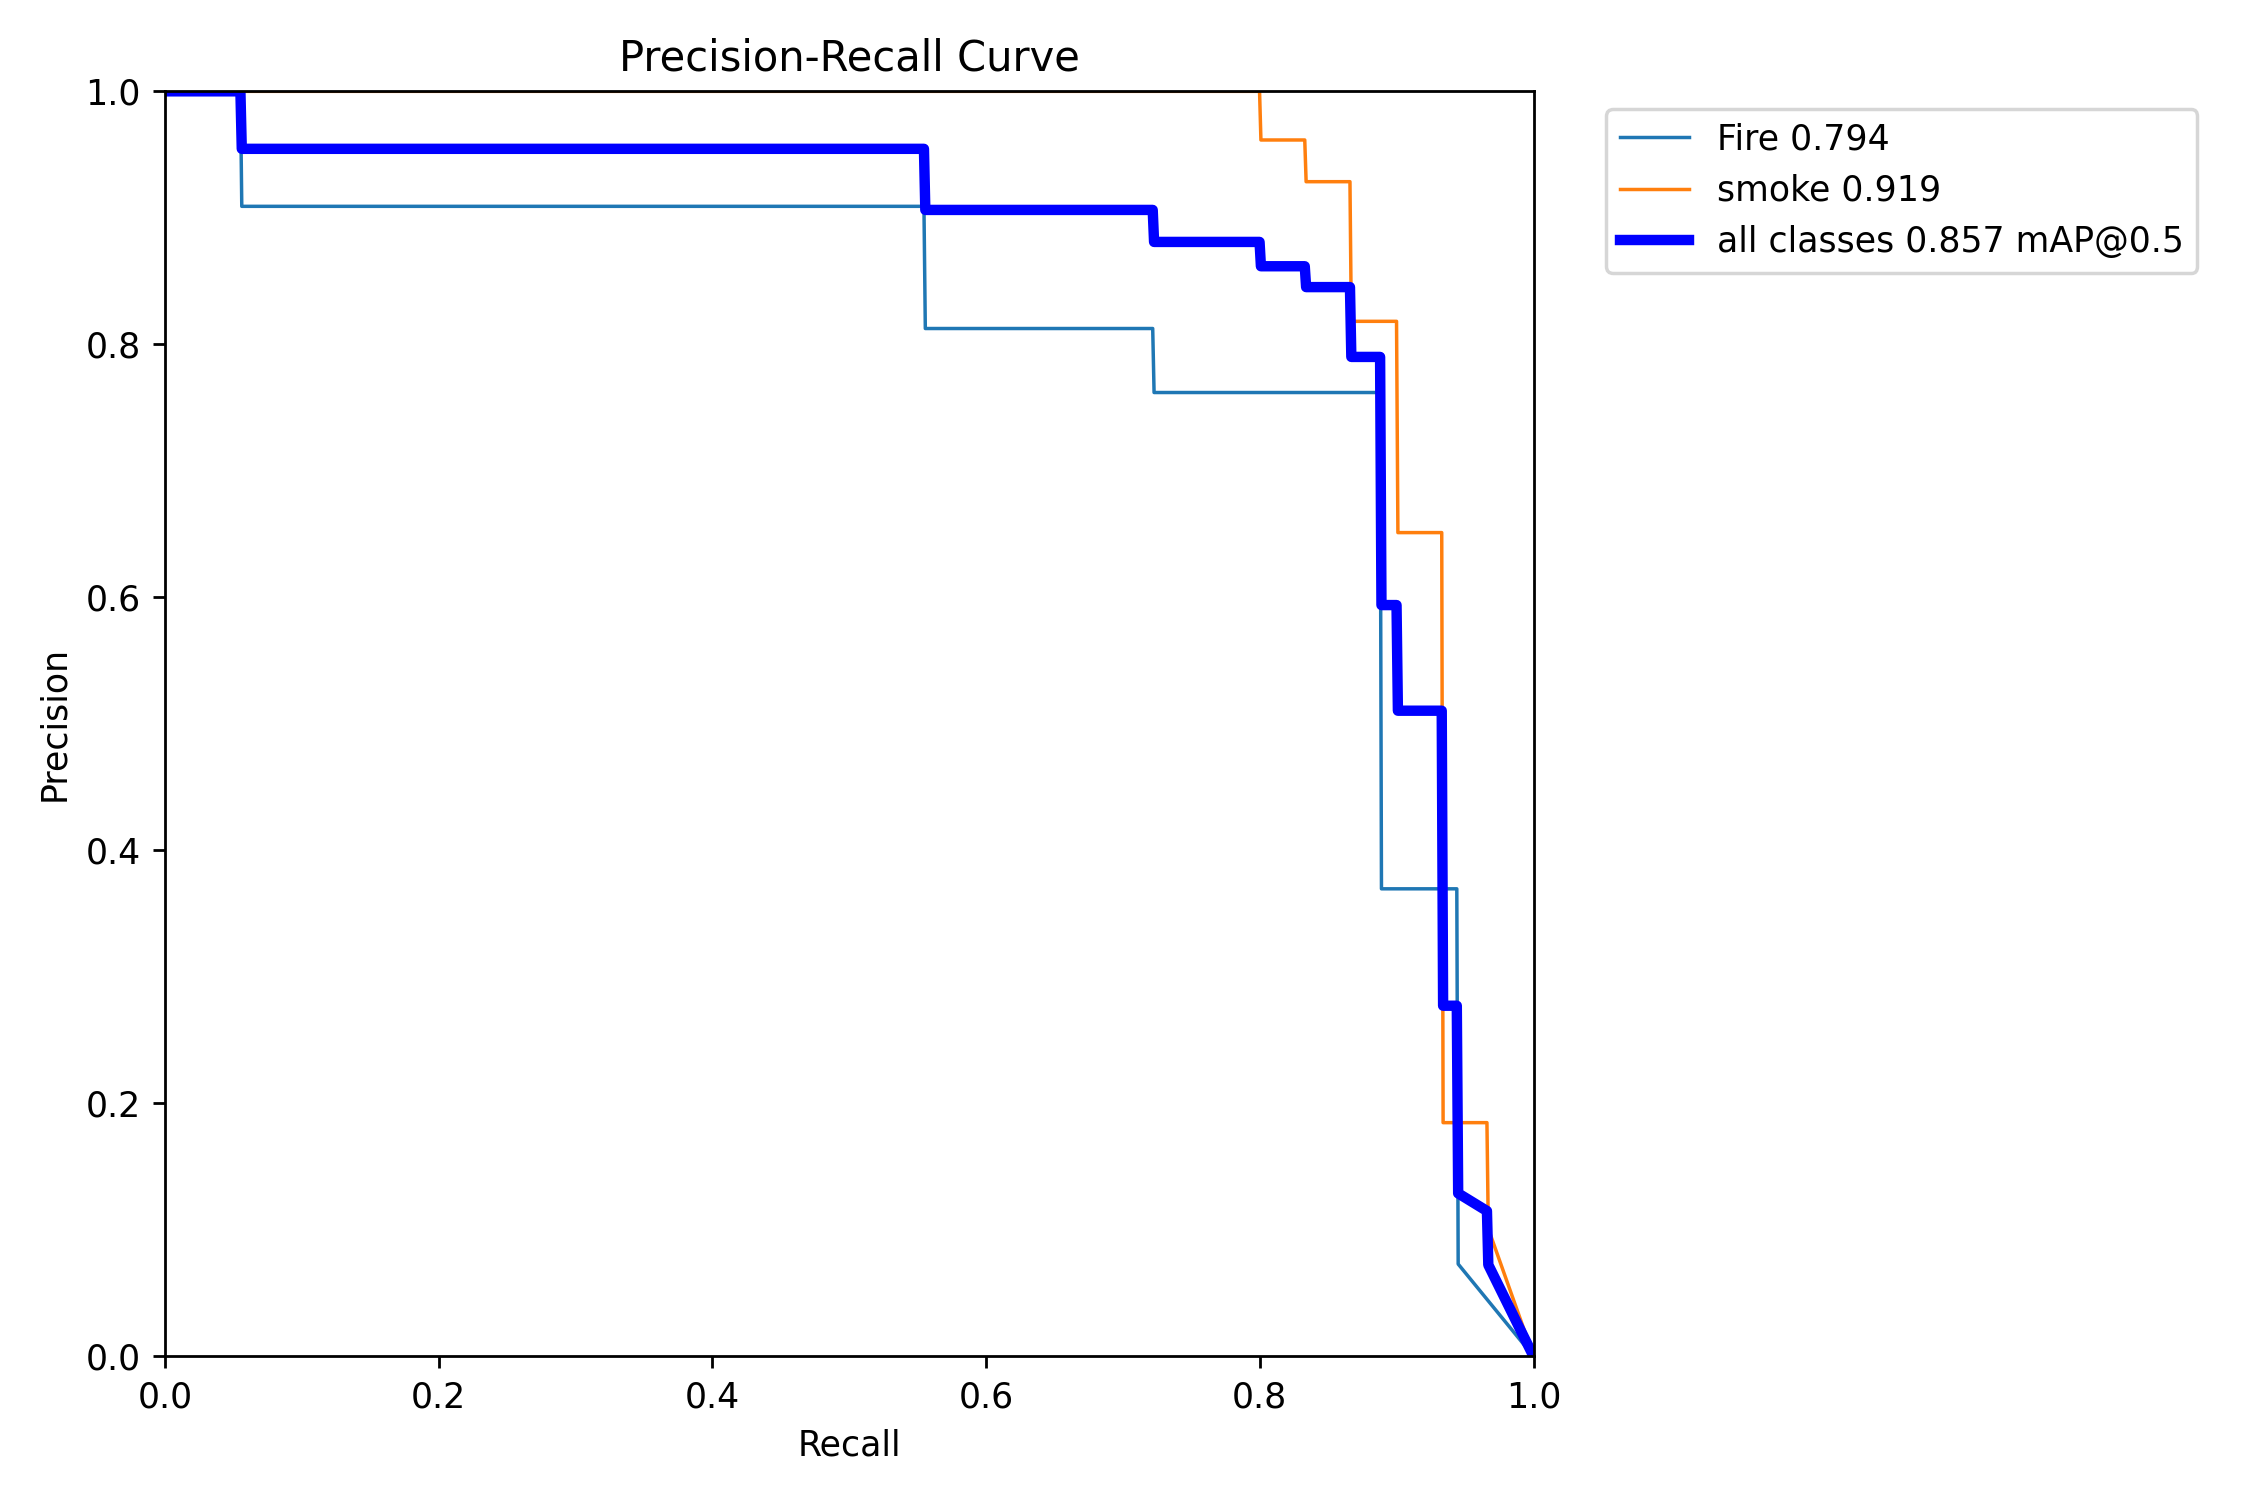 Precision-Recall Curve
1.0
0.8
0.6
0.4
0.2
0.0
Precision
0.0 0.2 0.4 0.6 0.8 1.0
Recall
Fire 0.794
smoke 0.919
all classes 0.857 mAP@0.5